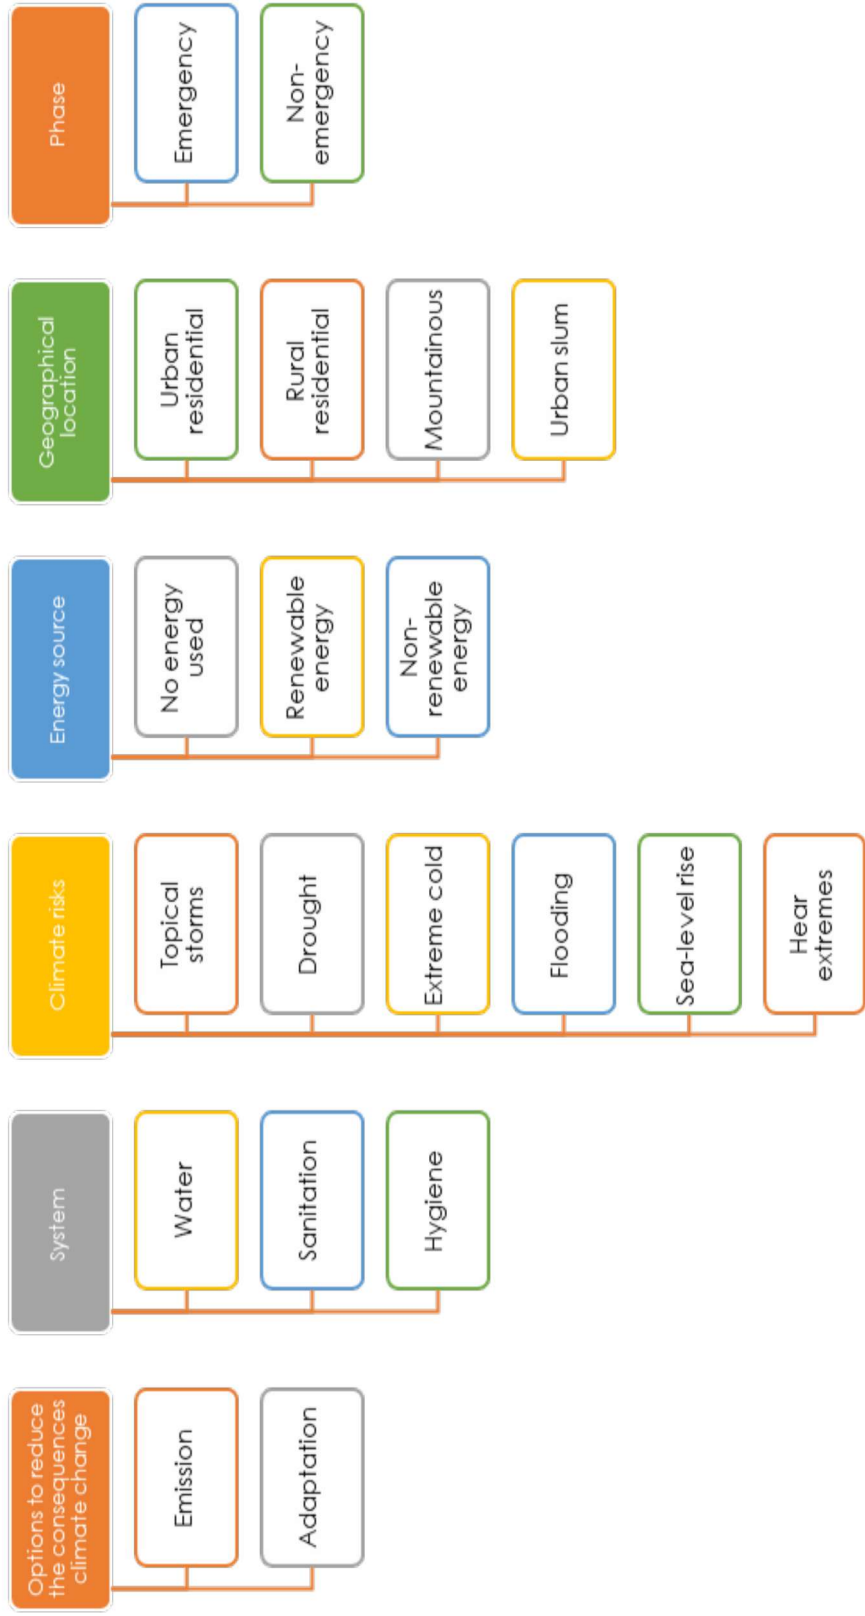 Options to reduce
the consequences
climate change
Emission
Adaptation
System
Water
Sanitation
Hygiene
Climate risks
Topical
storms
Drought
Extreme cold
Flooding
Sea-level rise
Hear
extremes
Energy source
No energy
used
Renewable
energy
Non-
renewable
energy
Geographical
location
Urban
residential
Rural
residential
Mountainous
Urban slum
Phase
Emergency
Non-
emergency